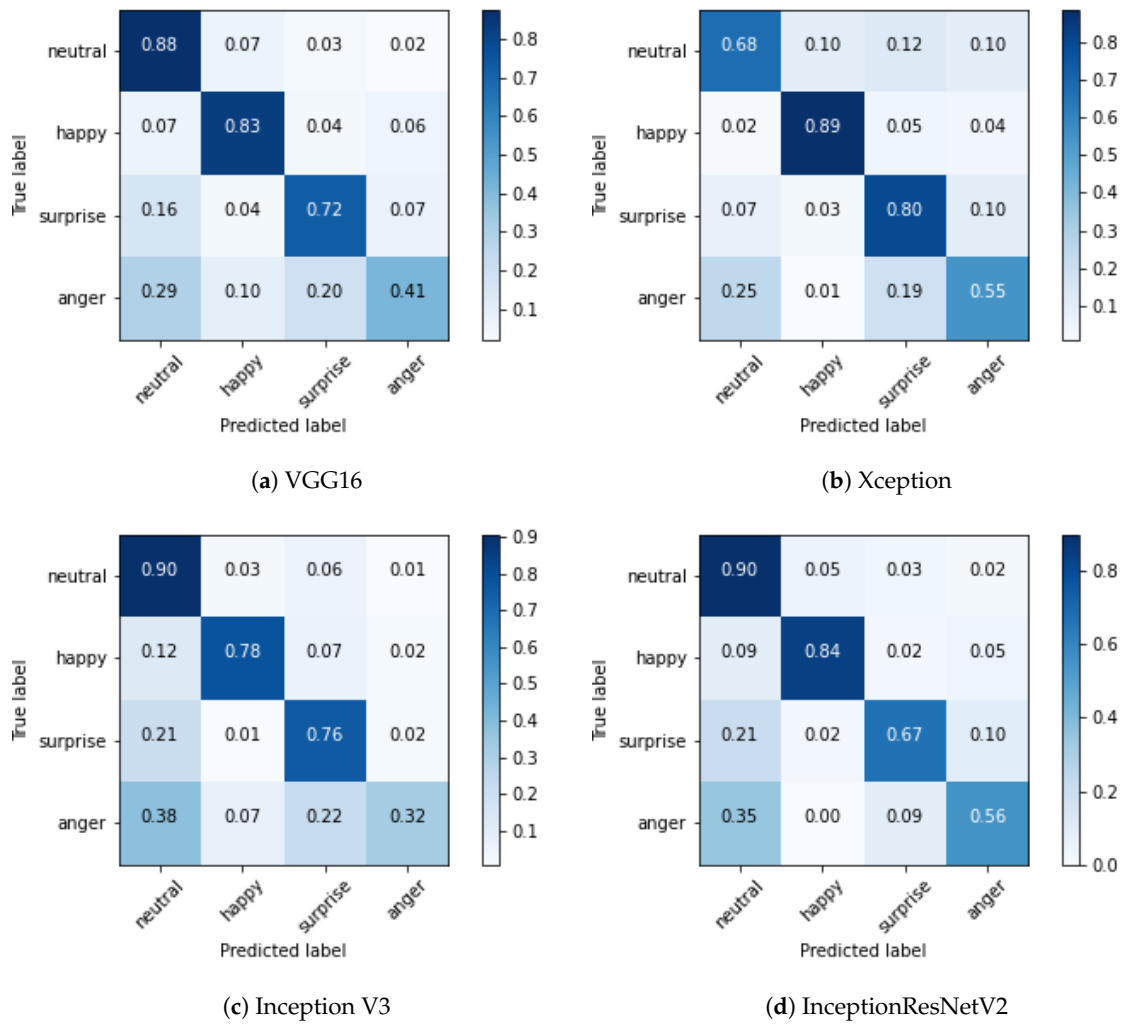 neutral 0.88 0.07 0.03 0.02
happy 0.07 0.83 0.04 0.06
surprise 0.16 0.04 0.72 0.07
anger 0.29 0.10 0.20 0.41
True label
neutral happy surprise anger
Predicted label
0.8
0.7
0.6
0.5
0.4
0.3
0.2
0.1
(a) VGG16
neutral 0.68 0.10 0.12 0.10
happy 0.02 0.89 0.05 0.04
surprise 0.07 0.03 0.80 0.10
anger 0.25 0.01 0.19 0.55
True label
neutral happy surprise anger
Predicted label
0.8
0.7
0.6
0.5
0.4
0.3
0.2
0.1
(b) Xception
neutral 0.90 0.03 0.06 0.01
happy 0.12 0.78 0.07 0.02
surprise 0.21 0.01 0.76 0.02
anger 0.38 0.07 0.22 0.32
True label
neutral happy surprise anger
Predicted label
0.9
0.8
0.7
0.6
0.5
0.4
0.3
0.2
0.1
(c) Inception V3
neutral 0.90 0.05 0.03 0.02
happy 0.09 0.84 0.02 0.05
surprise 0.21 0.02 0.67 0.10
anger 0.35 0.00 0.09 0.56
True label
neutral happy surprise anger
Predicted label
0.8
0.6
0.4
0.2
0.0
(d) InceptionResNetV2